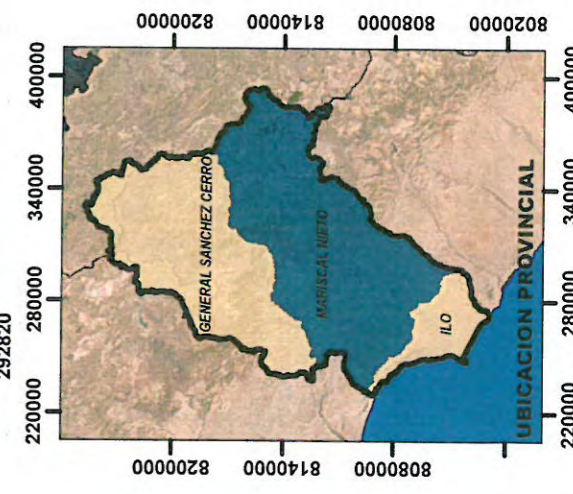 292820
220000 280000 340000 400000
8200000 8140000 8080000 8020000
GENERAL SANCHEZ CERRO
MARISCAL NIETO
ILO
UBICACION PROVINCIAL
8200000 8140000 8080000
220000 280000 340000 400000